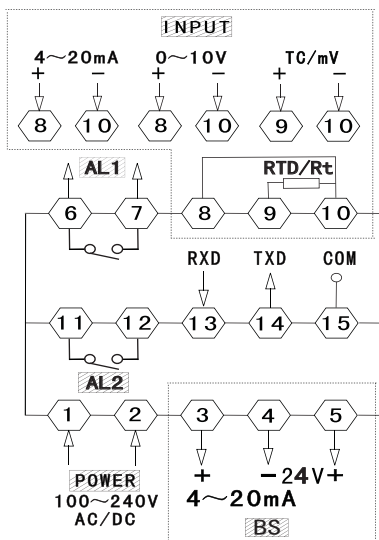 INPUT
4～20mA 0～10V TC/mV
+ − + − + −
8 10 8 10 9 10
AL1 RTD/Rt
6 7 8 9 10
RXD TXD COM
11 12 13 14 15
AL2
1 2 3 4 5
POWER + −24V+
100～240V 4～20mA
AC/DC
BS